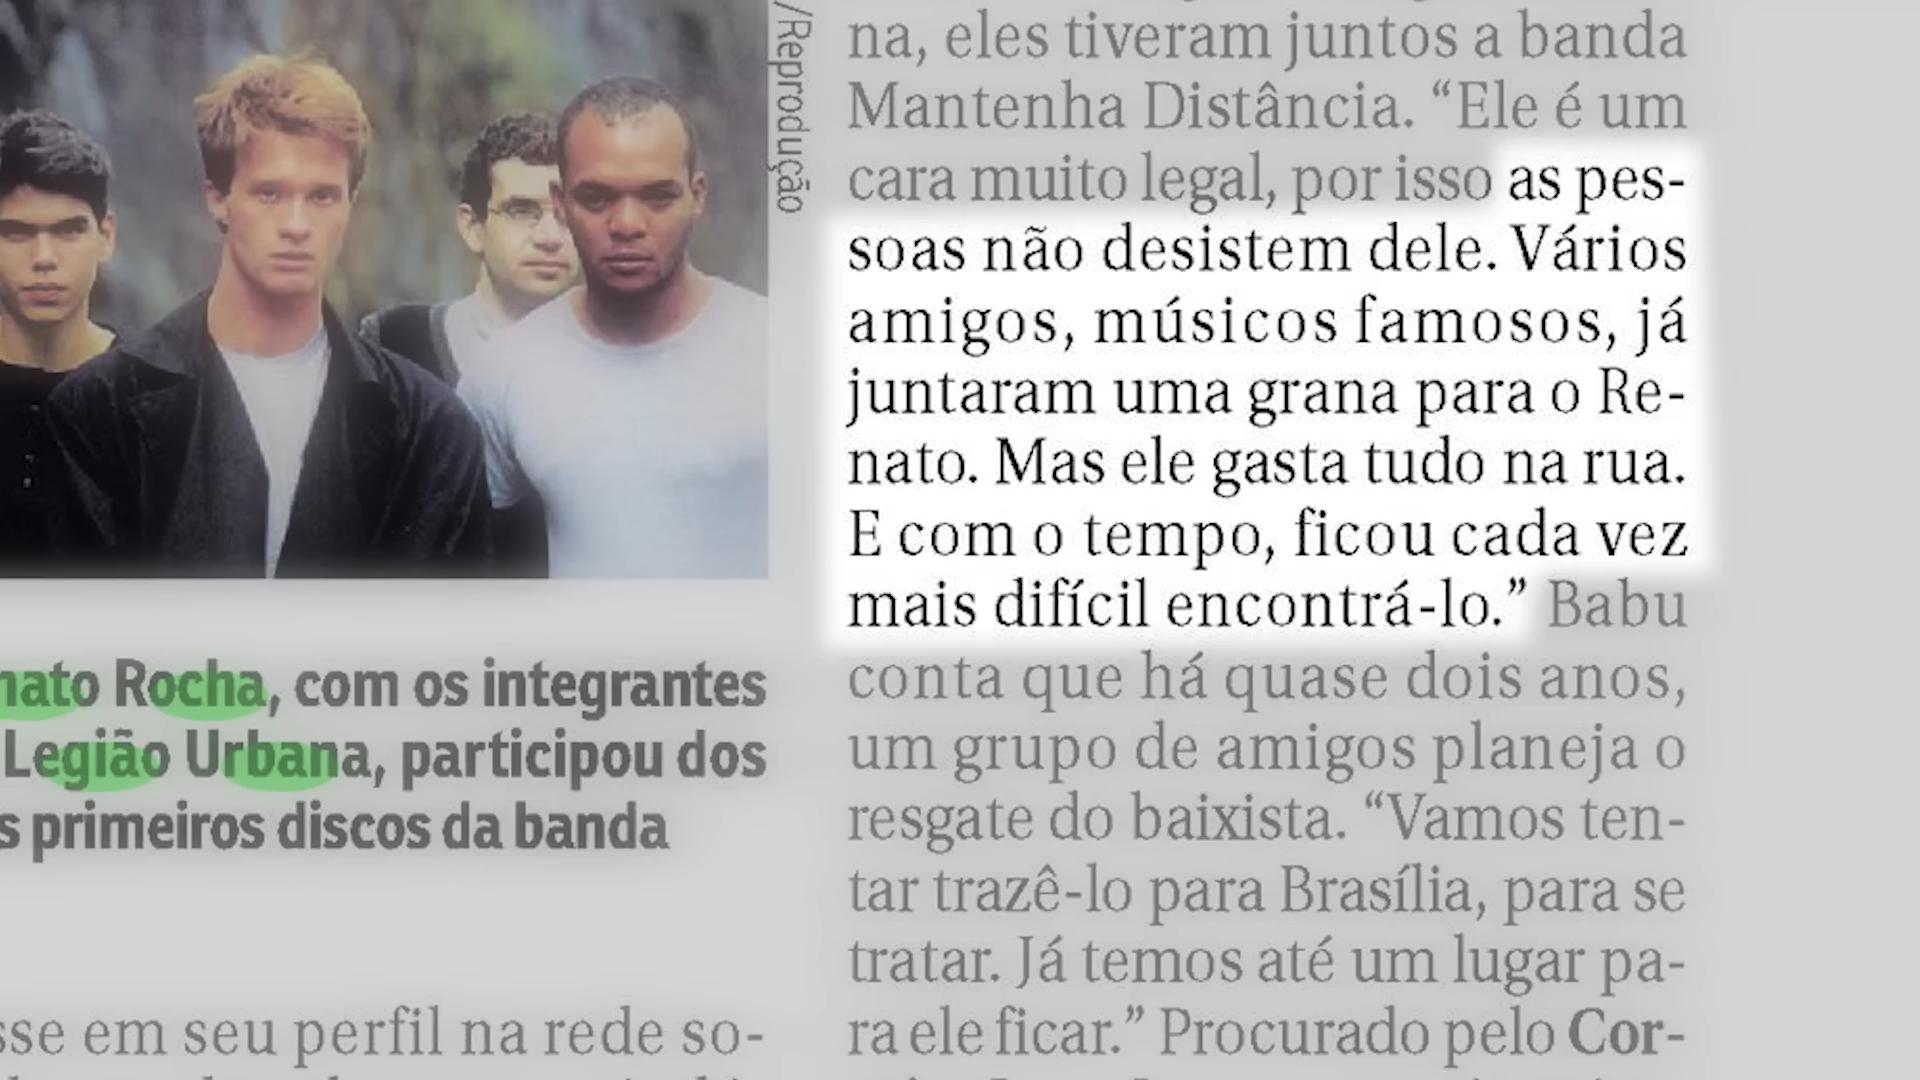 /Reprodução
nato Rocha, com os integrantes
Legião Urbana, participou dos
s primeiros discos da banda
sse em seu perfil na rede so-
na, eles tiveram juntos a banda
Mantenha Distância. “Ele é um
cara muito legal, por isso as pes-
soas não desistem dele. Vários
amigos, músicos famosos, já
juntaram uma grana para o Re-
nato. Mas ele gasta tudo na rua.
E com o tempo, ficou cada vez
mais difícil encontrá-lo.” Babu
conta que há quase dois anos,
um grupo de amigos planeja o
resgate do baixista. “Vamos ten-
tar trazê-lo para Brasília, para se
tratar. Já temos até um lugar pa-
ra ele ficar.” Procurado pelo Cor-